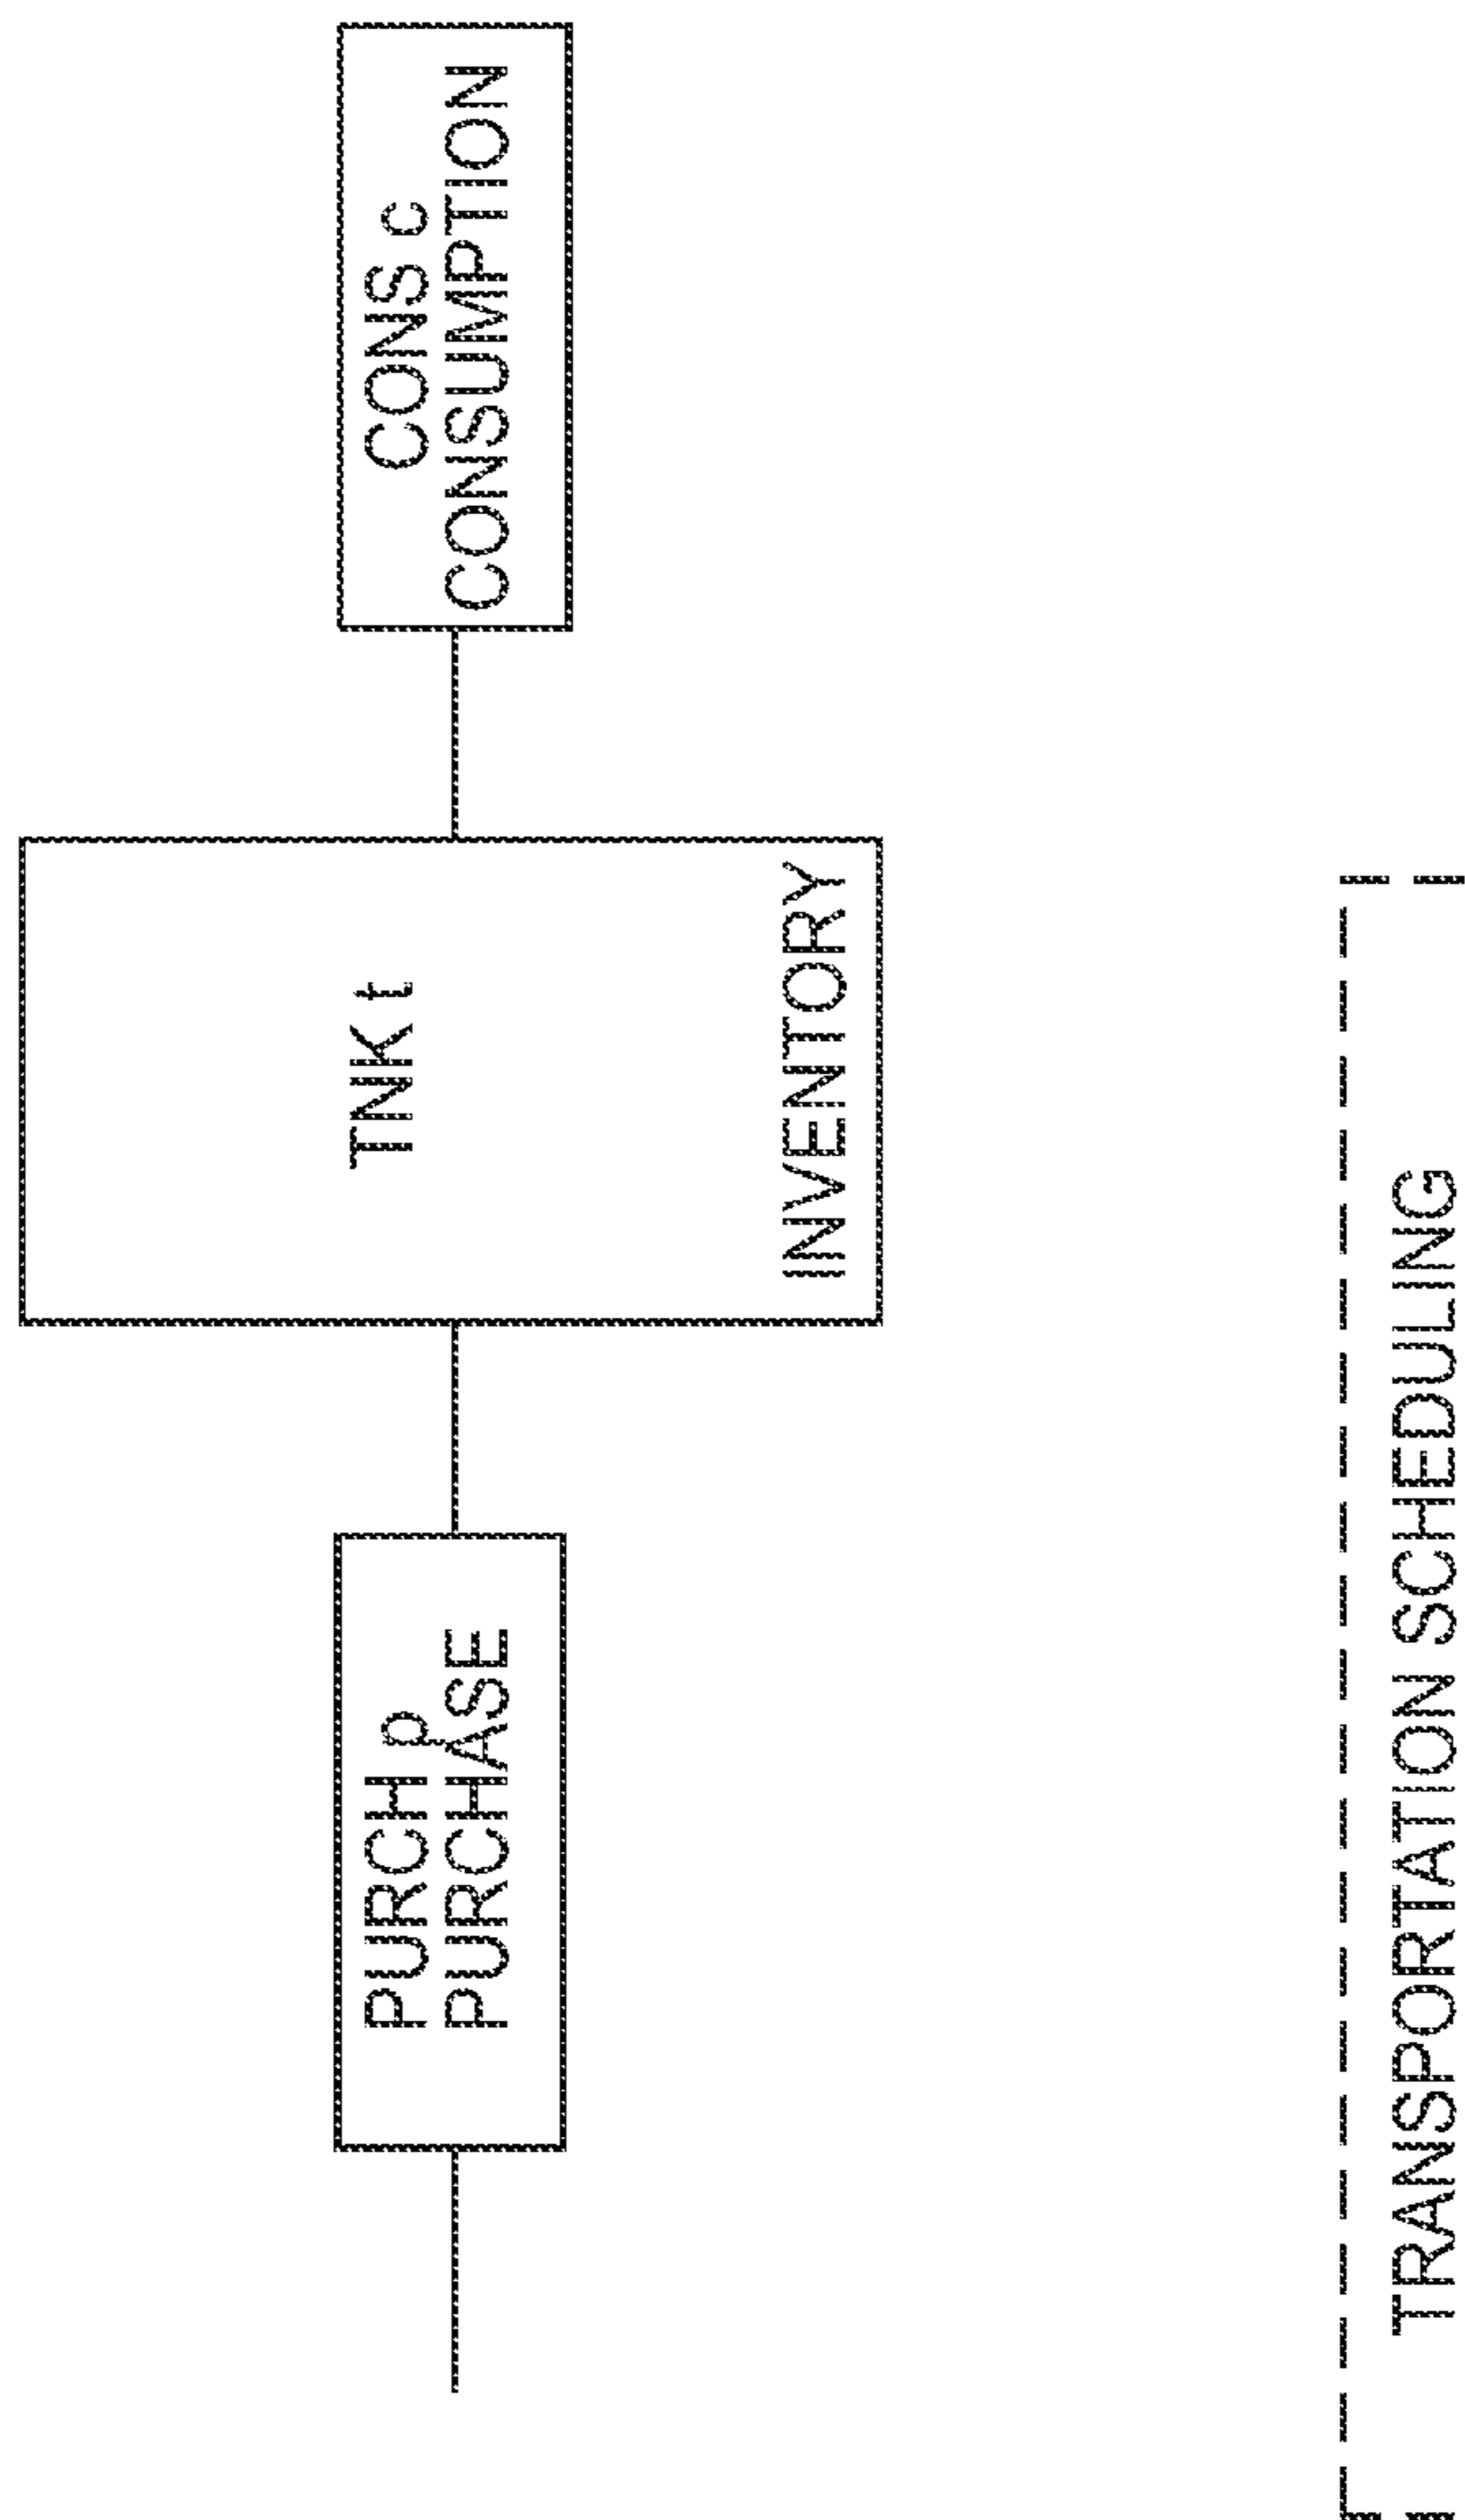 PURCH p
PURCHASE
TNK t
INVENTORY
CONS c
CONSUMPTION
TRANSPORTATION SCHEDULING